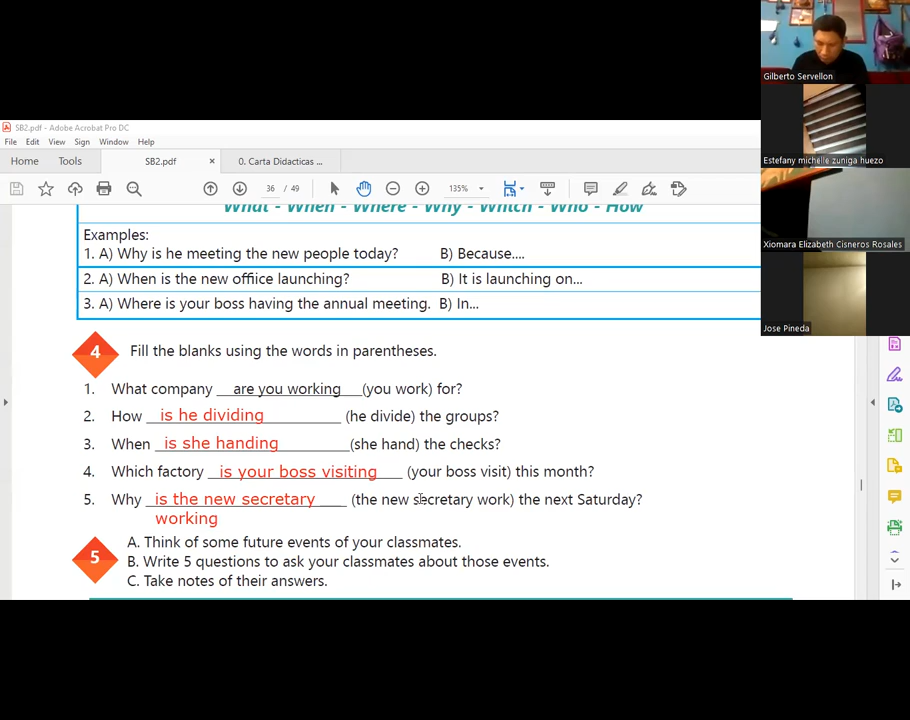 SB2.pdf - Adobe Acrobat Pro DC
File Edit View Sign Window Help
Home Tools SB2.pdf × 0. Carta Didacticas ...
36 / 49 135%
What - When - Where - Why - Which - Who - How
Examples:
1. A) Why is he meeting the new people today? B) Because....
2. A) When is the new offiice launching? B) It is launching on...
3. A) Where is your boss having the annual meeting. B) In...
4 Fill the blanks using the words in parentheses.
1. What company __are you working___(you work) for?
2. How is he dividing (he divide) the groups?
3. When is she handing (she hand) the checks?
4. Which factory is your boss visiting (your boss visit) this month?
5. Why is the new secretary (the new secretary work) the next Saturday?
working
5 A. Think of some future events of your classmates.
B. Write 5 questions to ask your classmates about those events.
C. Take notes of their answers.
Gilberto Servellon
Estefany michelle zuniga huezo
Xiomara Elizabeth Cisneros Rosales
Jose Pineda